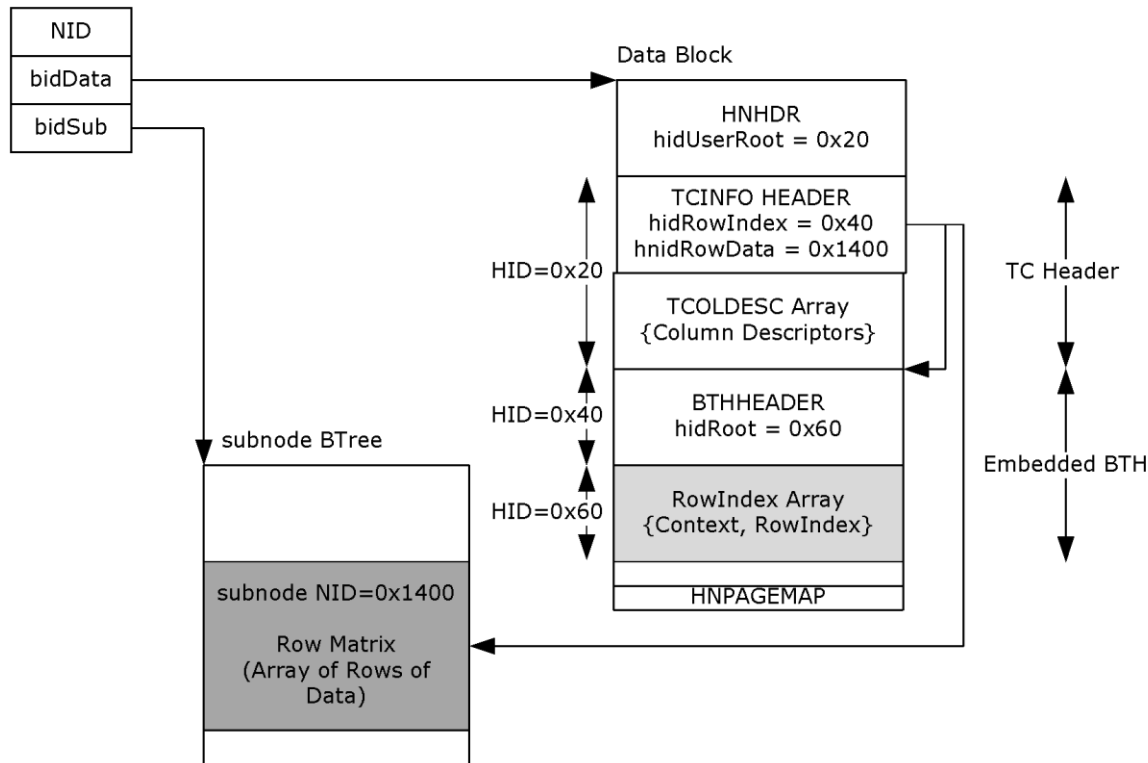 NID
bidData
bidSub
Data Block
HNHDR
hidUserRoot = 0x20
TCINFO HEADER
hidRowIndex = 0x40
hnidRowData = 0x1400
HID=0x20
TC Header
TCOLDESC Array
{Column Descriptors}
BTHHEADER
hidRoot = 0x60
HID=0x40
subnode BTree
Embedded BTH
RowIndex Array
{Context, RowIndex}
HID=0x60
HNPAGEMAP
subnode NID=0x1400
Row Matrix
(Array of Rows of
Data)